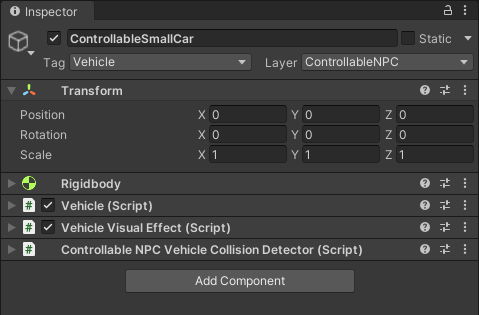 Inspector
ControllableSmallCar Static
Tag Vehicle Layer ControllableNPC
Transform
Position X 0 Y 0 Z 0
Rotation X 0 Y 0 Z 0
Scale X 1 Y 1 Z 1
Rigidbody
# Vehicle (Script)
# Vehicle Visual Effect (Script)
# Controllable NPC Vehicle Collision Detector (Script)
Add Component